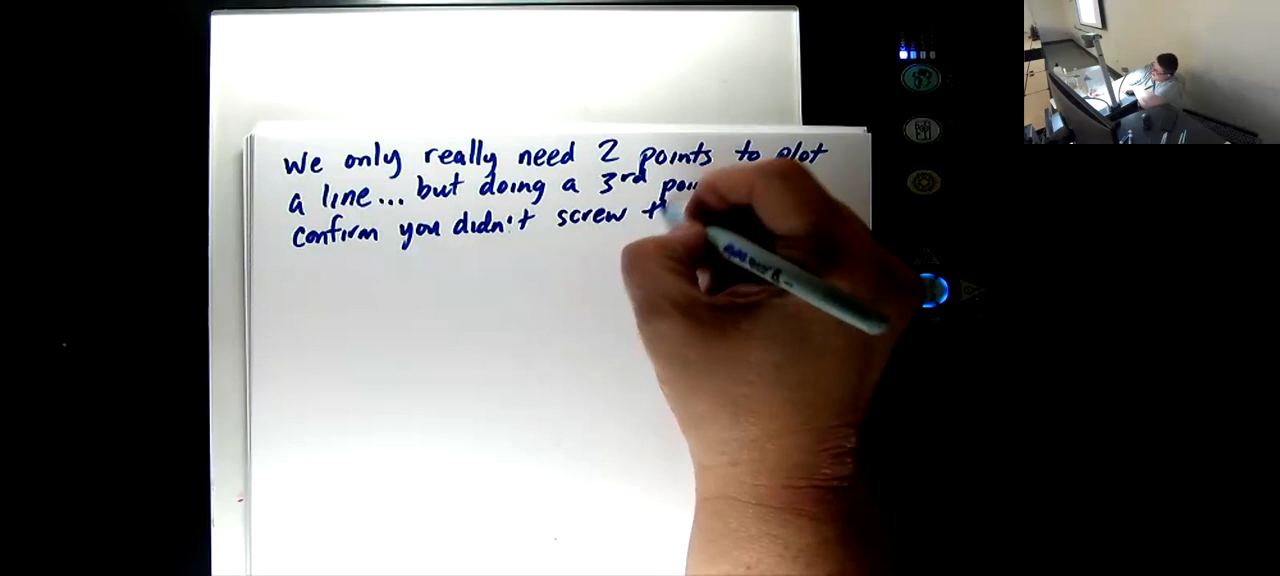 We only really need 2 points to plot
a line... but doing a 3rd
confirm you didn't screw